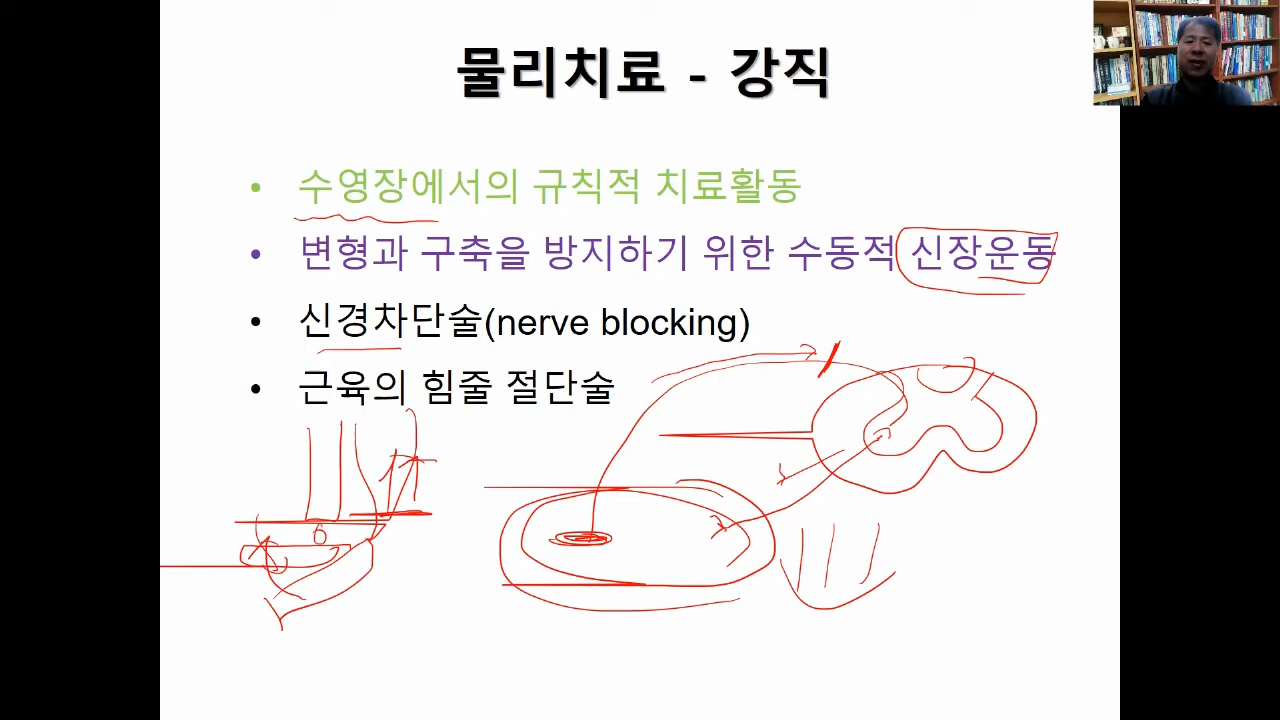 물리치료 - 강직
• 수영장에서의 규칙적 치료활동
• 변형과 구축을 방지하기 위한 수동적 신장운동
• 신경차단술(nerve blocking)
• 근육의 힘줄 절단술